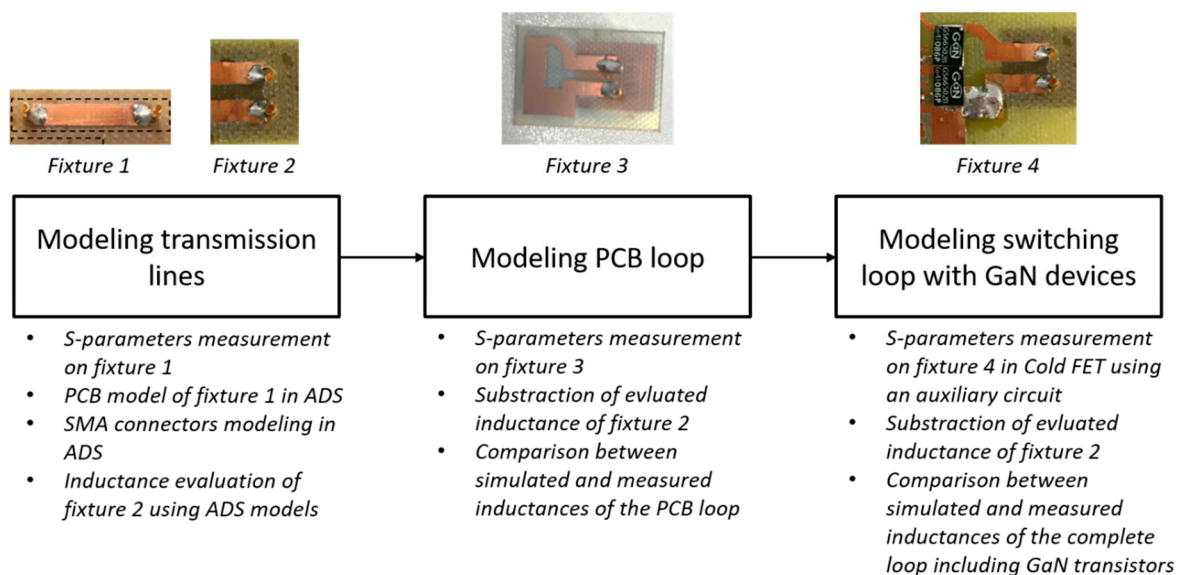 GaN
GS66502B
GaN
GS66502B
Fixture 1
Fixture 2
Fixture 3
Fixture 4
Modeling transmission
lines
Modeling PCB loop
Modeling switching
loop with GaN devices
• S-parameters measurement
on fixture 1
• PCB model of fixture 1 in ADS
• SMA connectors modeling in
ADS
• Inductance evaluation of
fixture 2 using ADS models
• S-parameters measurement
on fixture 3
• Substraction of evluated
inductance of fixture 2
• Comparison between
simulated and measured
inductances of the PCB loop
• S-parameters measurement
on fixture 4 in Cold FET using
an auxiliary circuit
• Substraction of evluated
inductance of fixture 2
• Comparison between
simulated and measured
inductances of the complete
loop including GaN transistors